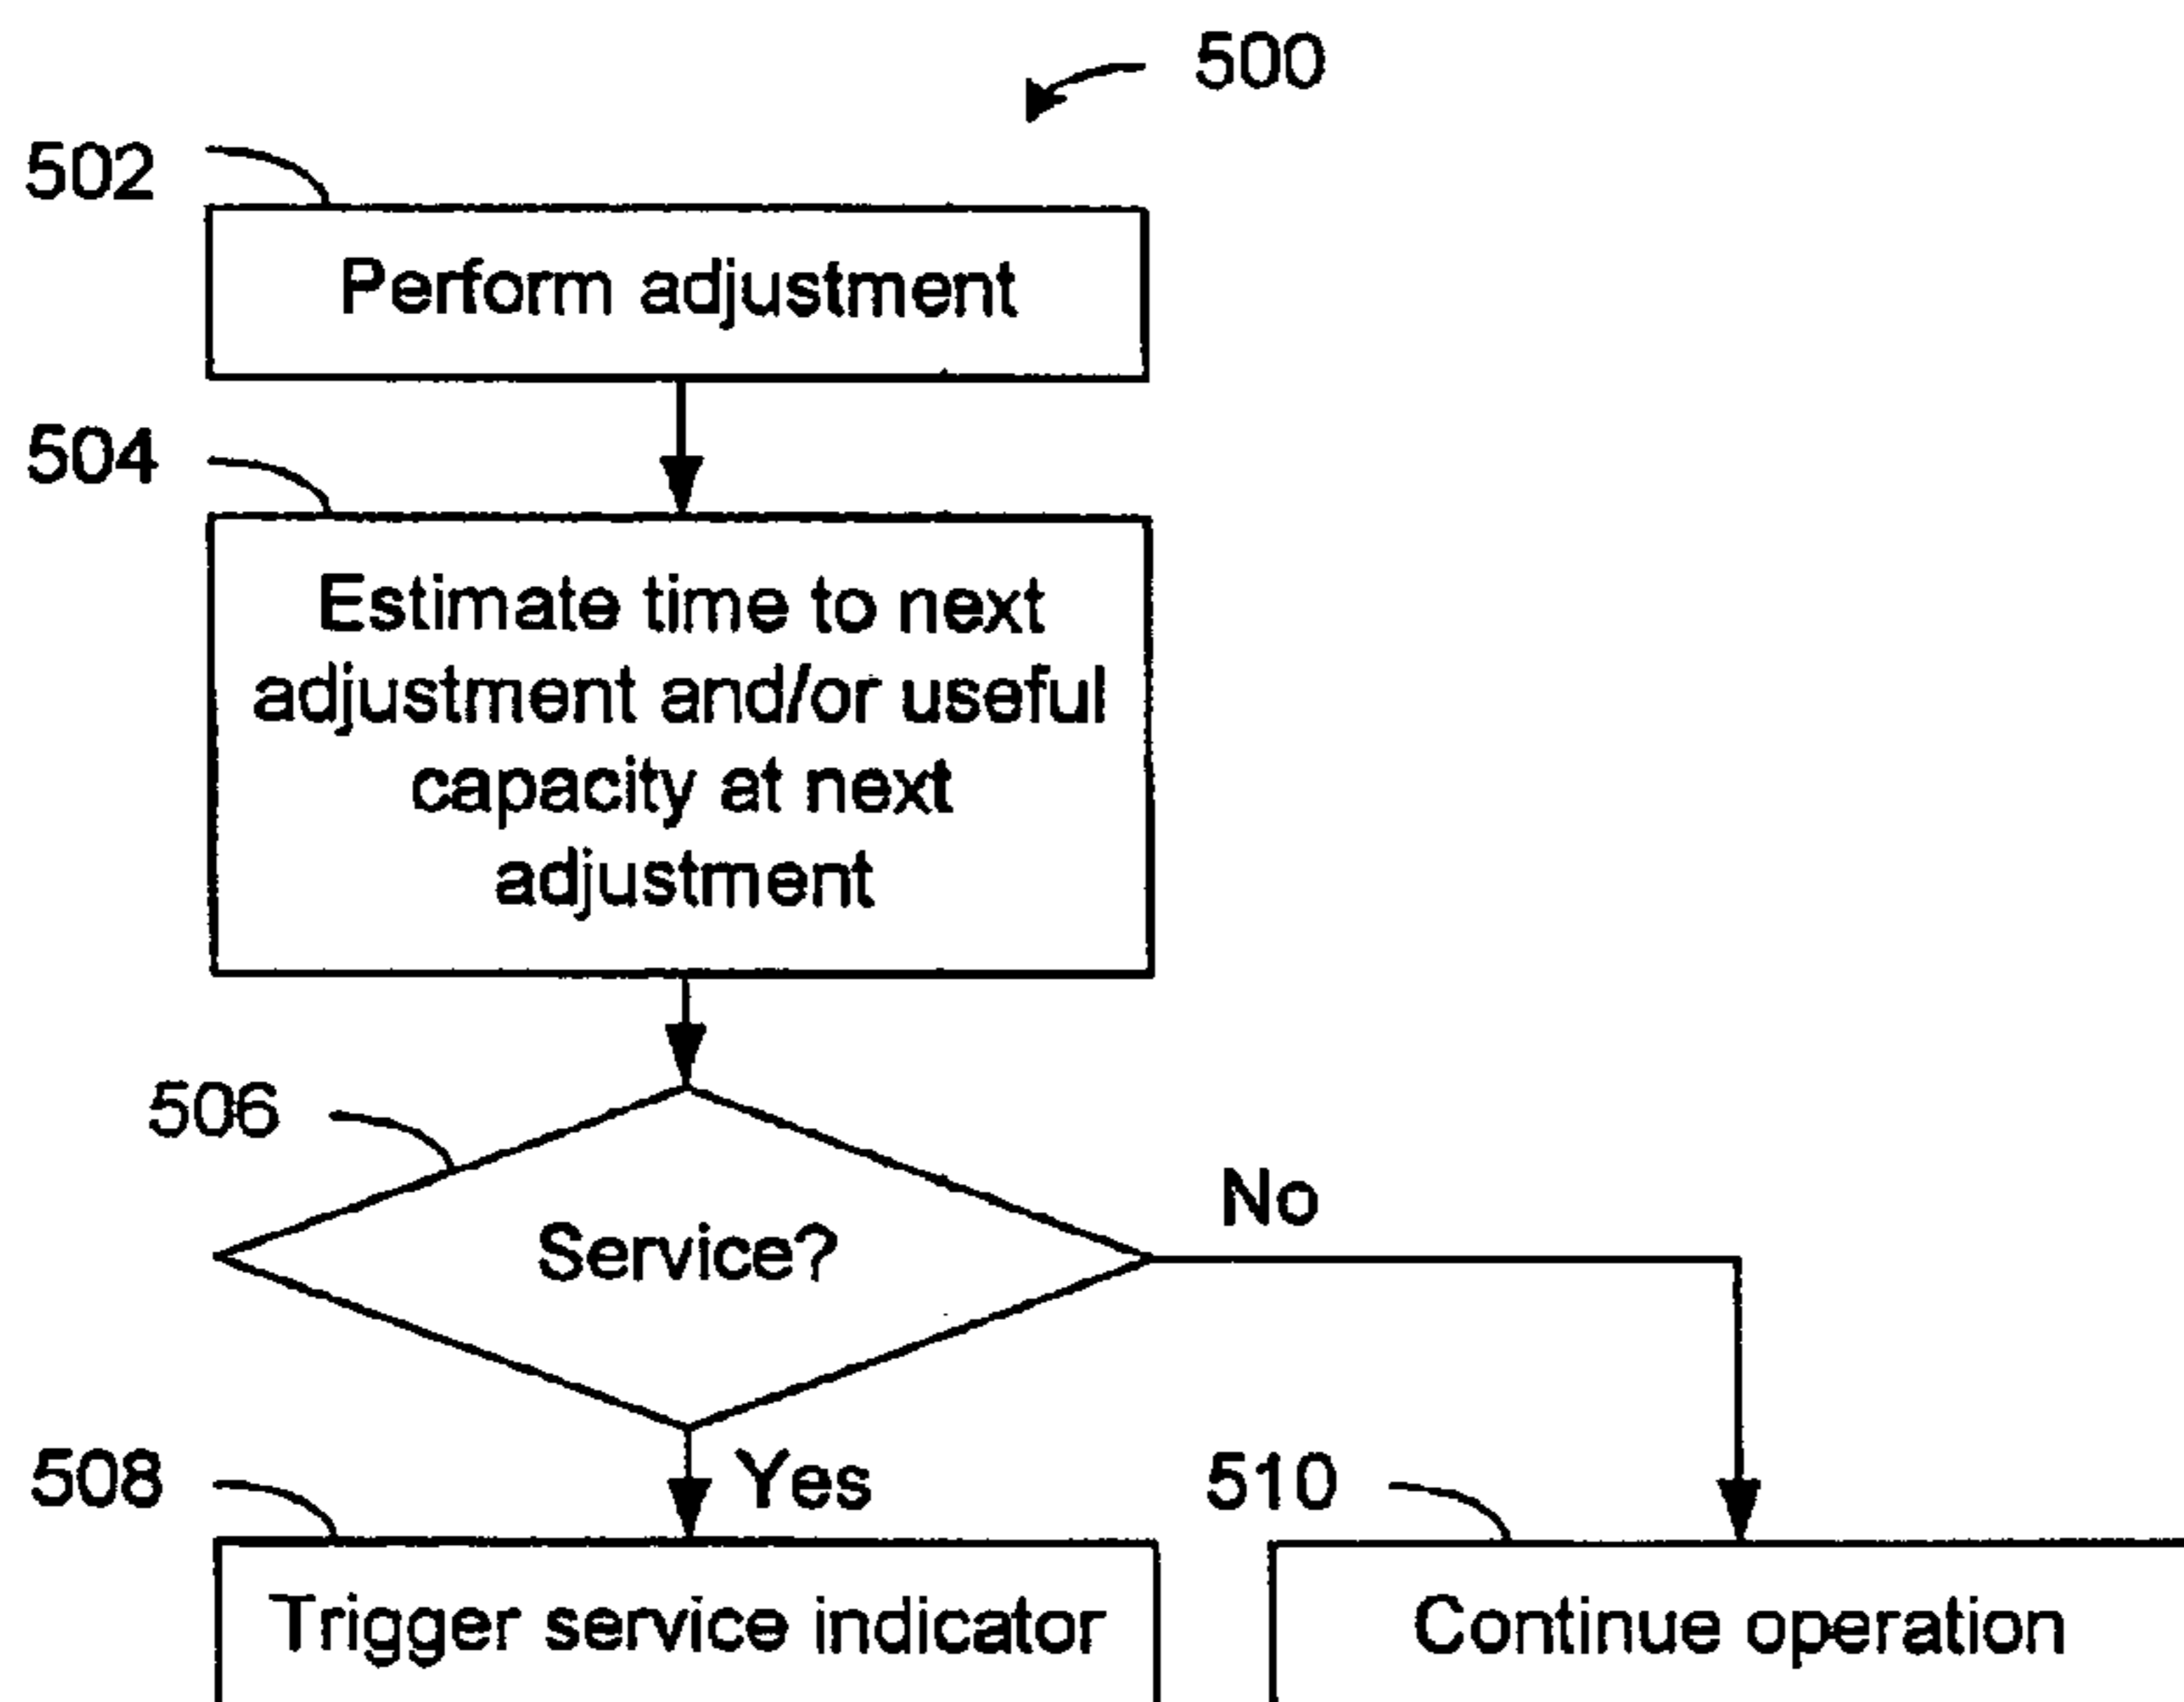 500
502
Perform adjustment
504
Estimate time to next
adjustment and/or useful
capacity at next
adjustment
506
Service?
No
Yes
508
Trigger service indicator
510
Continue operation